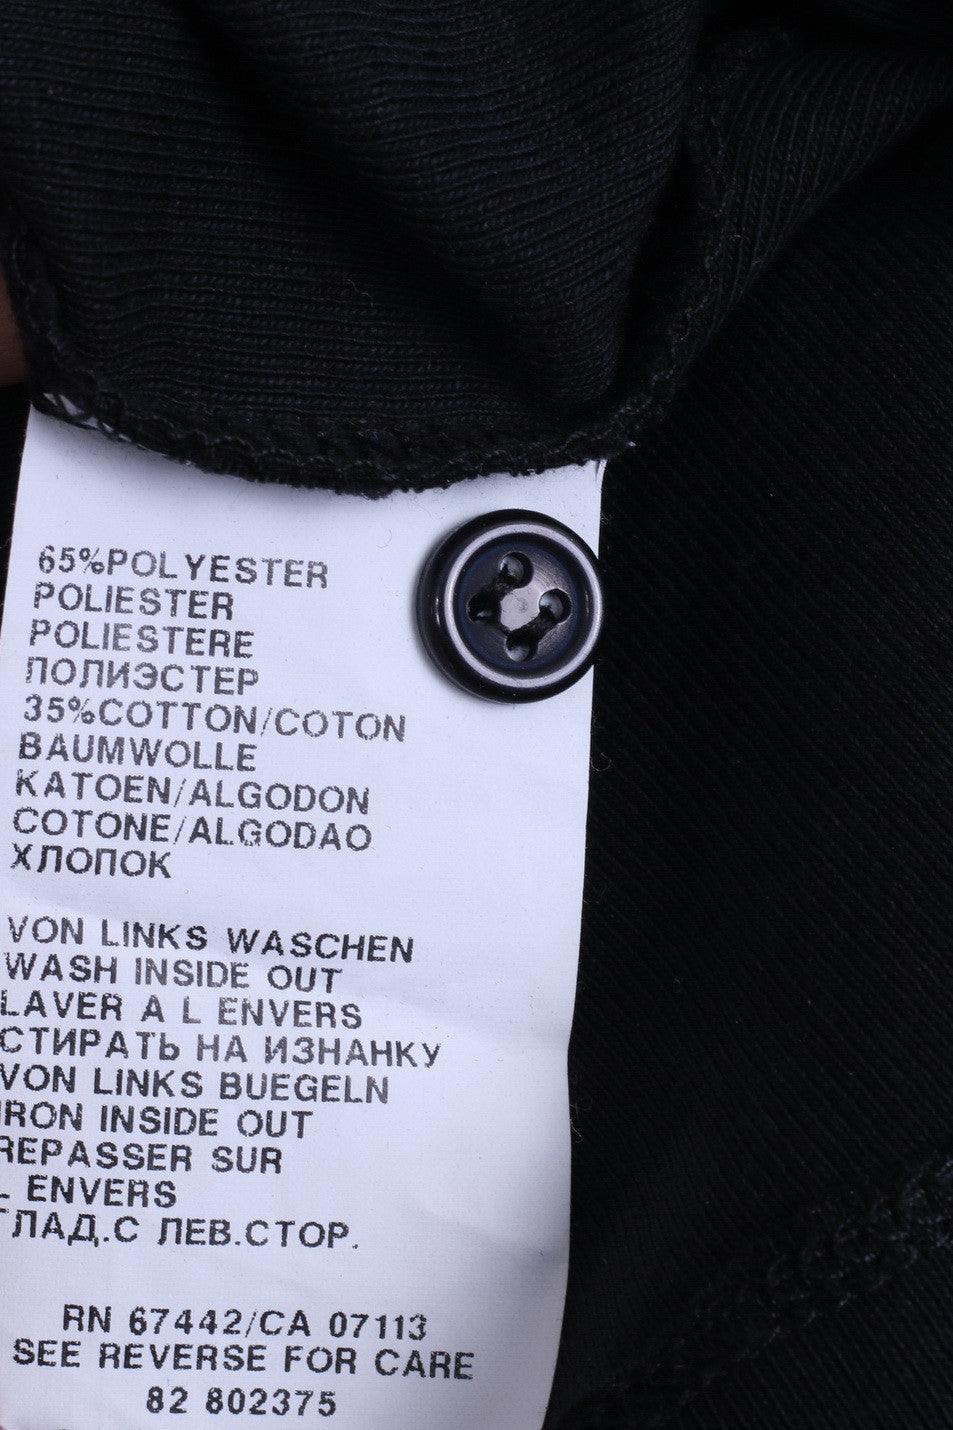 65%POLYESTER
POLIESTER
POLIESTERE
ПОЛИЭСТЕР
35%COTTON/COTON
BAUMWOLLE
KATOEN/ALGODON
COTONE/ALGODAO
ХЛОПОК
VON LINKS WASCHEN
WASH INSIDE OUT
LAVER A L ENVERS
СТИРАТЬ НА ИЗНАНКУ
VON LINKS BUEGELN
IRON INSIDE OUT
REPASSER SUR
L ENVERS
ГЛАД.С ЛЕВ.СТОР.
RN 67442/CA 07113
SEE REVERSE FOR CARE
82 802375